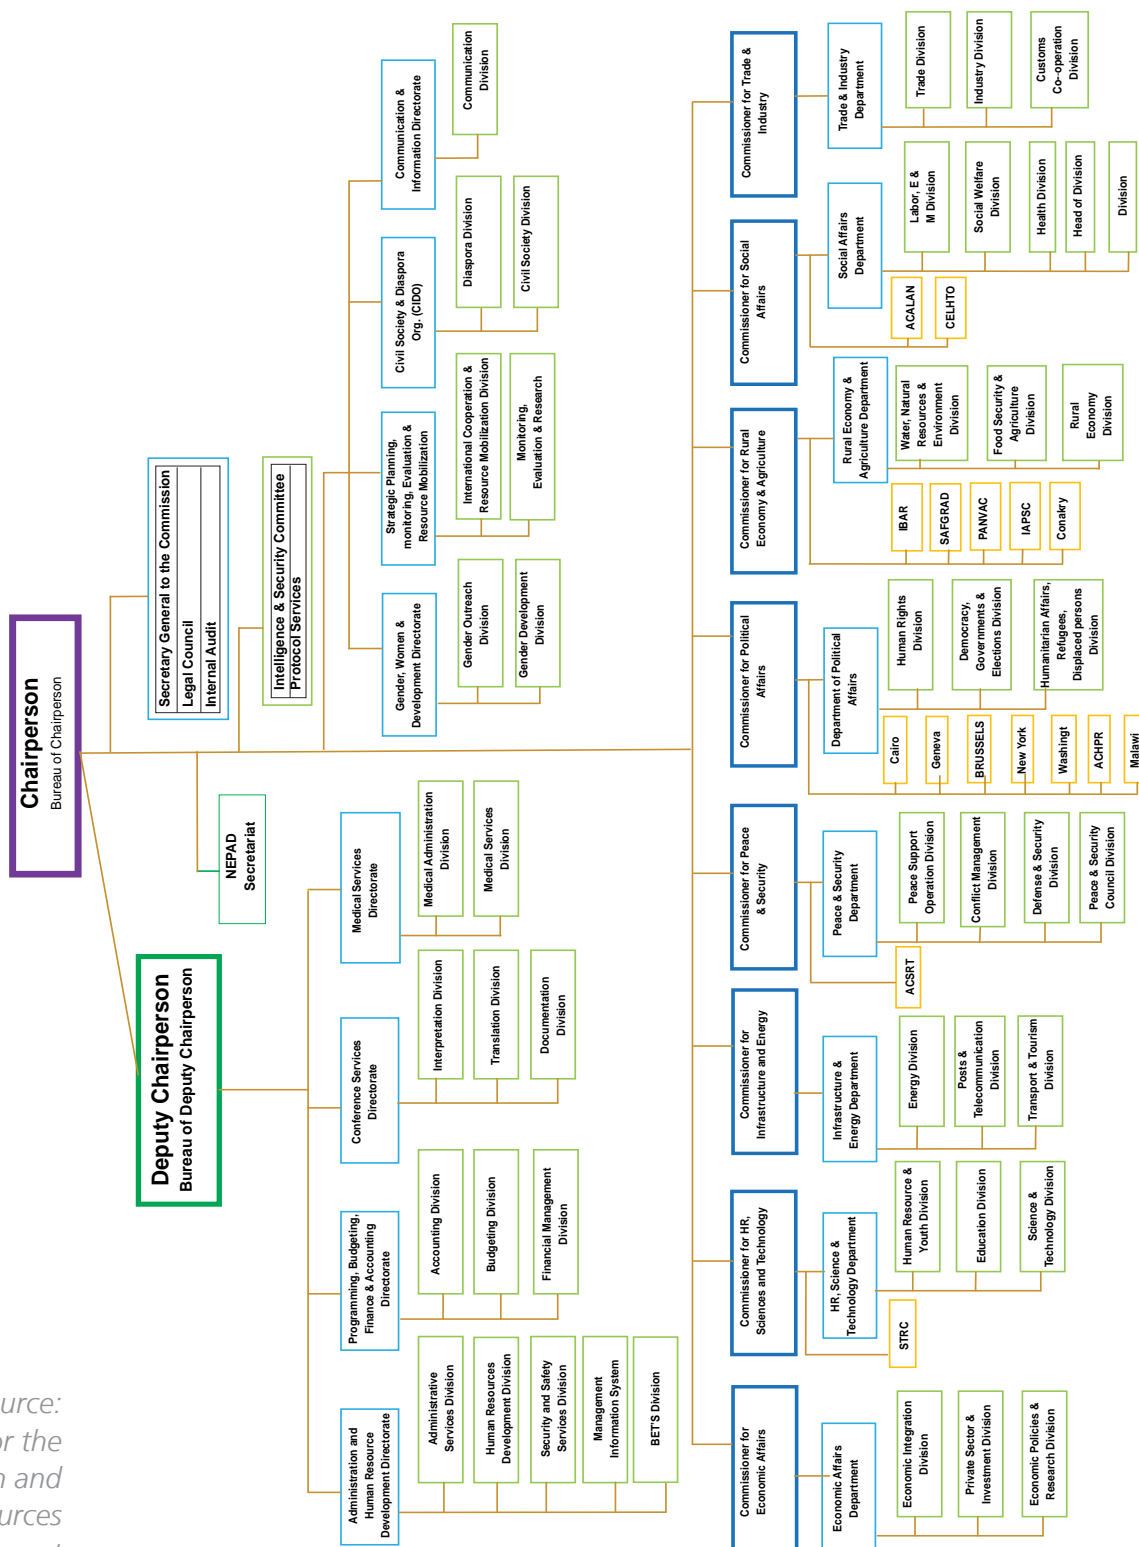 Chairperson
Bureau of Chairperson
Deputy Chairperson
Bureau of Deputy Chairperson
NEPAD
Secretariat
Secretary General to the Commission
Legal Council
Internal Audit
Intelligence & Security Committee
Protocol Services
Administration and
Human Resource
Development Directorate
Administrative
Services Division
Human Resources
Development Division
Security and Safety
Services Division
Management
Information System
BET'S Division
Programming, Budgeting,
Finance & Accounting
Directorate
Accounting Division
Budgeting Division
Financial Management
Division
Conference Services
Directorate
Interpretation Division
Translation Division
Documentation
Division
Medical Services
Directorate
Medical Administration
Division
Medical Services
Division
Gender, Women &
Development Directorate
Gender Outreach
Division
Gender Development
Division
Strategic Planning,
monitoring, Evaluation &
Resource Mobilization
International Cooperation &
Resource Mobilization Division
Monitoring,
Evaluation & Research
Civil Society & Diaspora
Org. (CIDO)
Diaspora Division
Civil Society Division
Communication &
Information Directorate
Communication
Division
Commissioner for
Economic Affairs
Economic Affairs
Department
Economic Integration
Division
Private Sector &
Investment Division
Economic Policies &
Research Division
Commissioner for HR,
Sciences and Technology
HR, Science &
Technology Department
STRC
Human Resource &
Youth Division
Education Division
Science &
Technology Division
Commissioner for
Infrastructure and Energy
Infrastructure &
Energy Department
Energy Division
Posts &
Telecommunication
Division
Transport & Tourism
Division
Commissioner for Peace
& Security
Peace & Security
Department
ACSRT
Peace Support
Operation Division
Conflict Management
Division
Defense & Security
Division
Peace & Security
Council Division
Commissioner for Political
Affairs
Department of Political
Affairs
Cairo
Geneva
BRUSSELS
New York
Washingt
ACHPR
Malawi
Human Rights
Division
Democracy,
Governments &
Elections Division
Humanitarian Affairs,
Refugees,
Displaced persons
Division
Commissioner for Rural
Economy & Agriculture
Rural Economy &
Agriculture Department
IBAR
SAFGRAD
PANVAC
IAPSC
Conakry
Water, Natural
Resources &
Environment
Division
Food Security &
Agriculture
Division
Rural
Economy
Division
Commissioner for Social
Affairs
Social Affairs
Department
ACALAN
CELHTO
Labor, E &
M Division
Social Welfare
Division
Health Division
Head of Division
Division
Commissioner for Trade &
Industry
Trade & Industry
Department
Trade Division
Industry Division
Customs
Co--operation
Division
urce:
or the
n and
urces